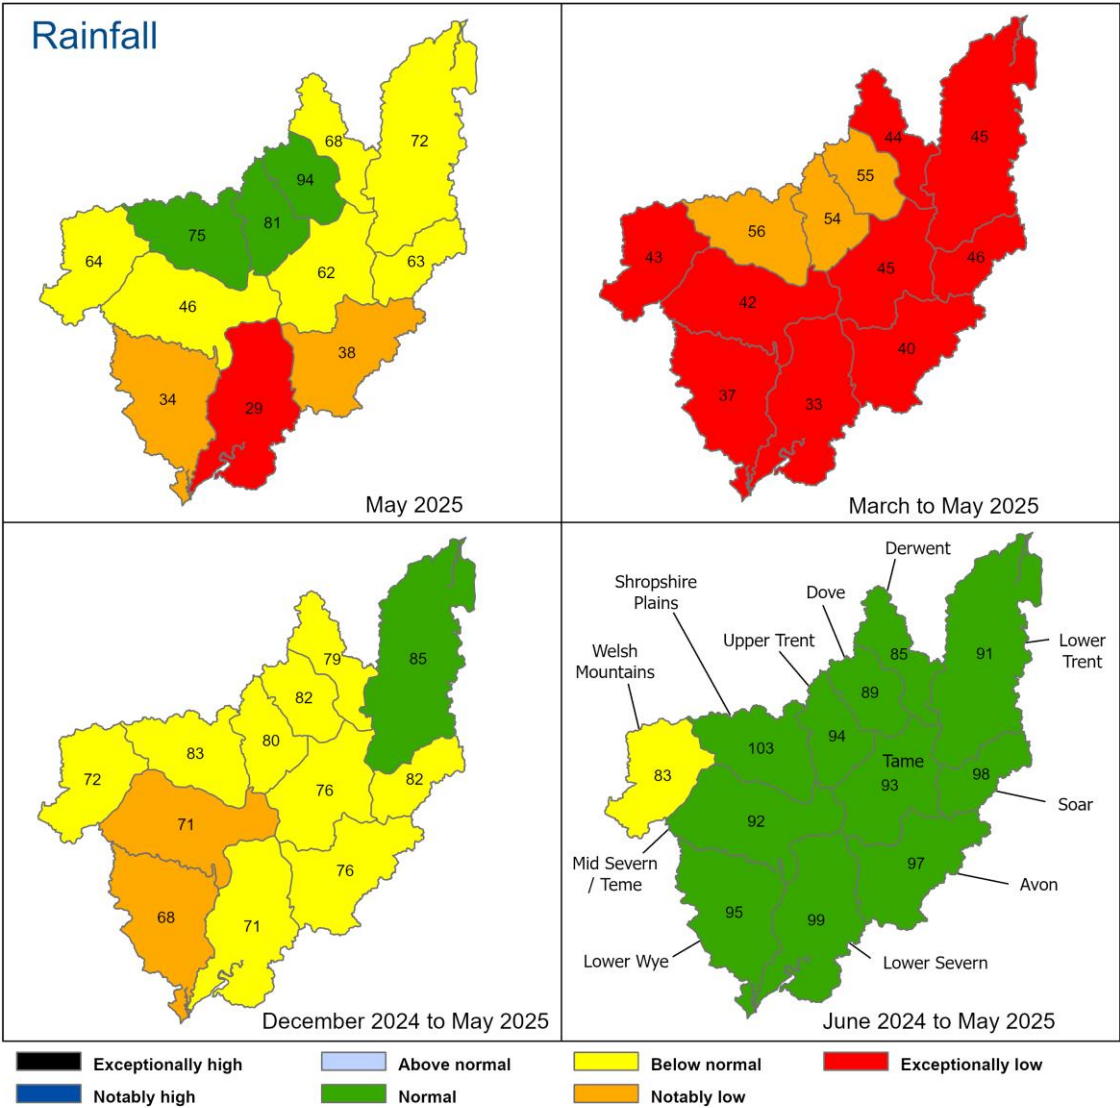 Rainfall
68
72
94
75
81
64
62
63
46
38
34
29
May 2025
44
45
55
56
54
43
45
46
42
40
37
33
March to May 2025
79
85
82
83
80
72
82
76
71
76
68
71
December 2024 to May 2025
Derwent
Shropshire
Plains
Dove
Upper Trent
Lower
Trent
Welsh
Mountains
85
91
89
94
103
Tame
83
93
98
Soar
92
Mid Severn
/ Teme
97
Avon
95
99
Lower Wye
Lower Severn
June 2024 to May 2025
Exceptionally high
Above normal
Below normal
Exceptionally low
Notably high
Normal
Notably low